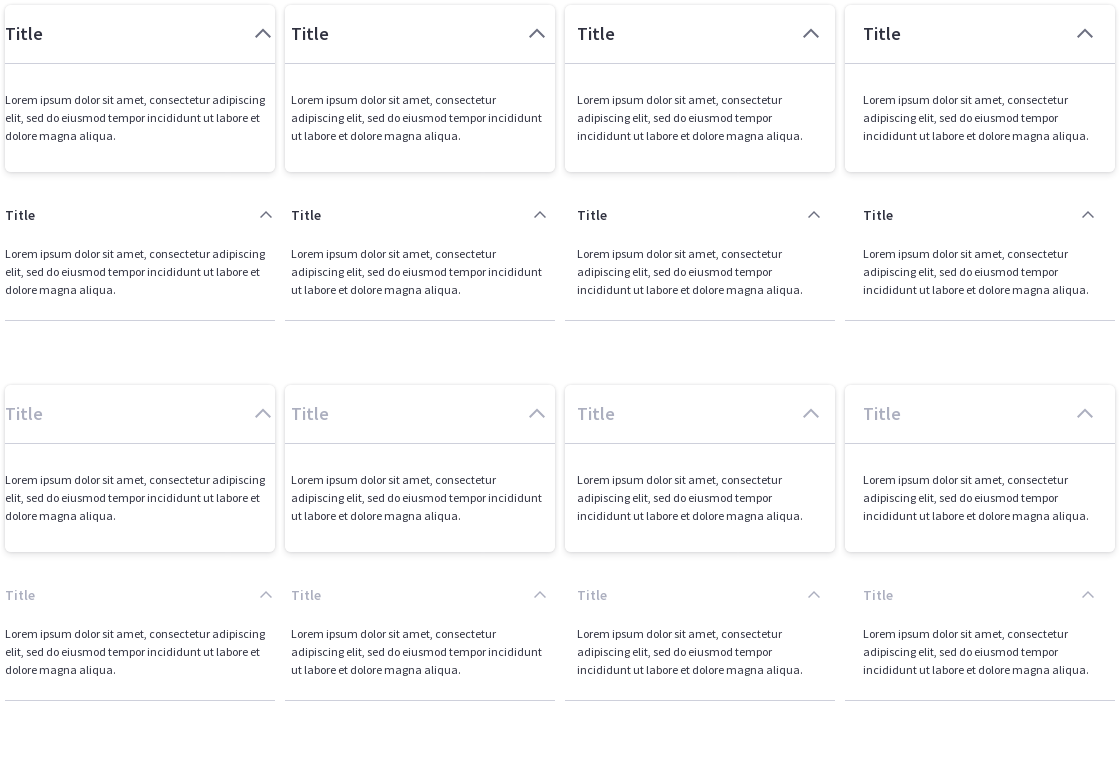 Title
Lorem ipsum dolor sit amet, consectetur adipiscing
elit, sed do eiusmod tempor incididunt ut labore et
dolore magna aliqua.
Title
Lorem ipsum dolor sit amet, consectetur
adipiscing elit, sed do eiusmod tempor incididunt
ut labore et dolore magna aliqua.
Title
Lorem ipsum dolor sit amet, consectetur
adipiscing elit, sed do eiusmod tempor
incididunt ut labore et dolore magna aliqua.
Title
Lorem ipsum dolor sit amet, consectetur
adipiscing elit, sed do eiusmod tempor
incididunt ut labore et dolore magna aliqua.
Title
Lorem ipsum dolor sit amet, consectetur adipiscing
elit, sed do eiusmod tempor incididunt ut labore et
dolore magna aliqua.
Title
Lorem ipsum dolor sit amet, consectetur
adipiscing elit, sed do eiusmod tempor incididunt
ut labore et dolore magna aliqua.
Title
Lorem ipsum dolor sit amet, consectetur
adipiscing elit, sed do eiusmod tempor
incididunt ut labore et dolore magna aliqua.
Title
Lorem ipsum dolor sit amet, consectetur
adipiscing elit, sed do eiusmod tempor
incididunt ut labore et dolore magna aliqua.
Title
Lorem ipsum dolor sit amet, consectetur adipiscing
elit, sed do eiusmod tempor incididunt ut labore et
dolore magna aliqua.
Title
Lorem ipsum dolor sit amet, consectetur
adipiscing elit, sed do eiusmod tempor incididunt
ut labore et dolore magna aliqua.
Title
Lorem ipsum dolor sit amet, consectetur
adipiscing elit, sed do eiusmod tempor
incididunt ut labore et dolore magna aliqua.
Title
Lorem ipsum dolor sit amet, consectetur
adipiscing elit, sed do eiusmod tempor
incididunt ut labore et dolore magna aliqua.
Title
Lorem ipsum dolor sit amet, consectetur adipiscing
elit, sed do eiusmod tempor incididunt ut labore et
dolore magna aliqua.
Title
Lorem ipsum dolor sit amet, consectetur
adipiscing elit, sed do eiusmod tempor incididunt
ut labore et dolore magna aliqua.
Title
Lorem ipsum dolor sit amet, consectetur
adipiscing elit, sed do eiusmod tempor
incididunt ut labore et dolore magna aliqua.
Title
Lorem ipsum dolor sit amet, consectetur
adipiscing elit, sed do eiusmod tempor
incididunt ut labore et dolore magna aliqua.